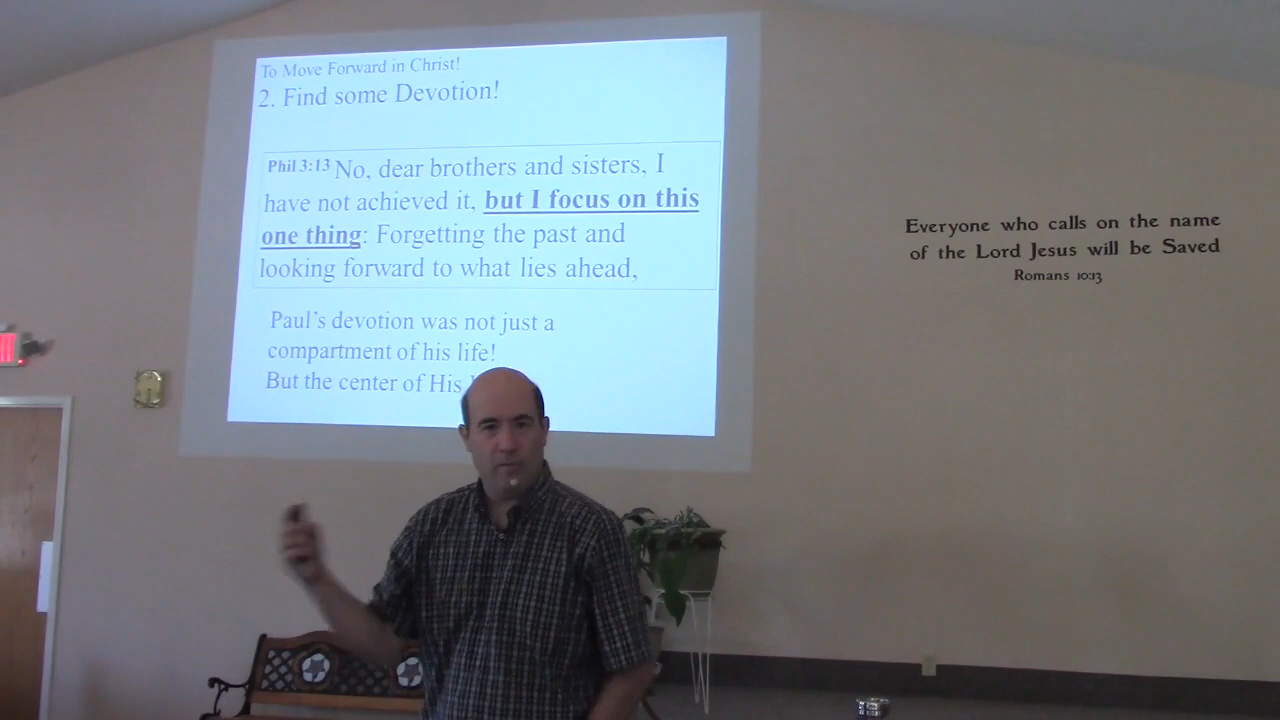 To Move Forward in Christ!
2. Find some Devotion!
Phil 3:13 No, dear brothers and sisters, I
have not achieved it, but I focus on this
one thing: Forgetting the past and
looking forward to what lies ahead,
Paul's devotion was not just a
compartment of his life!
But the center of His
Everyone who calls on the name
of the Lord Jesus will be Saved
Romans 10:13